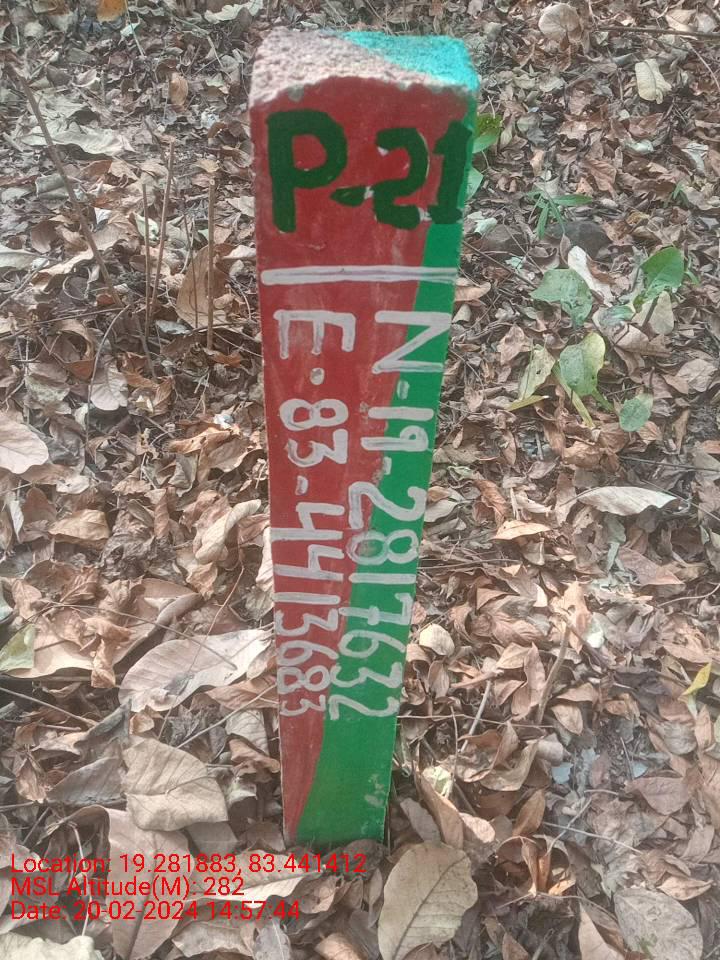 P-21
N-19-2817632
E·83-4413683
Location: 19.281883, 83.441412
MSL Altitude(M): 282
Date: 20-02-2024 14:57:44